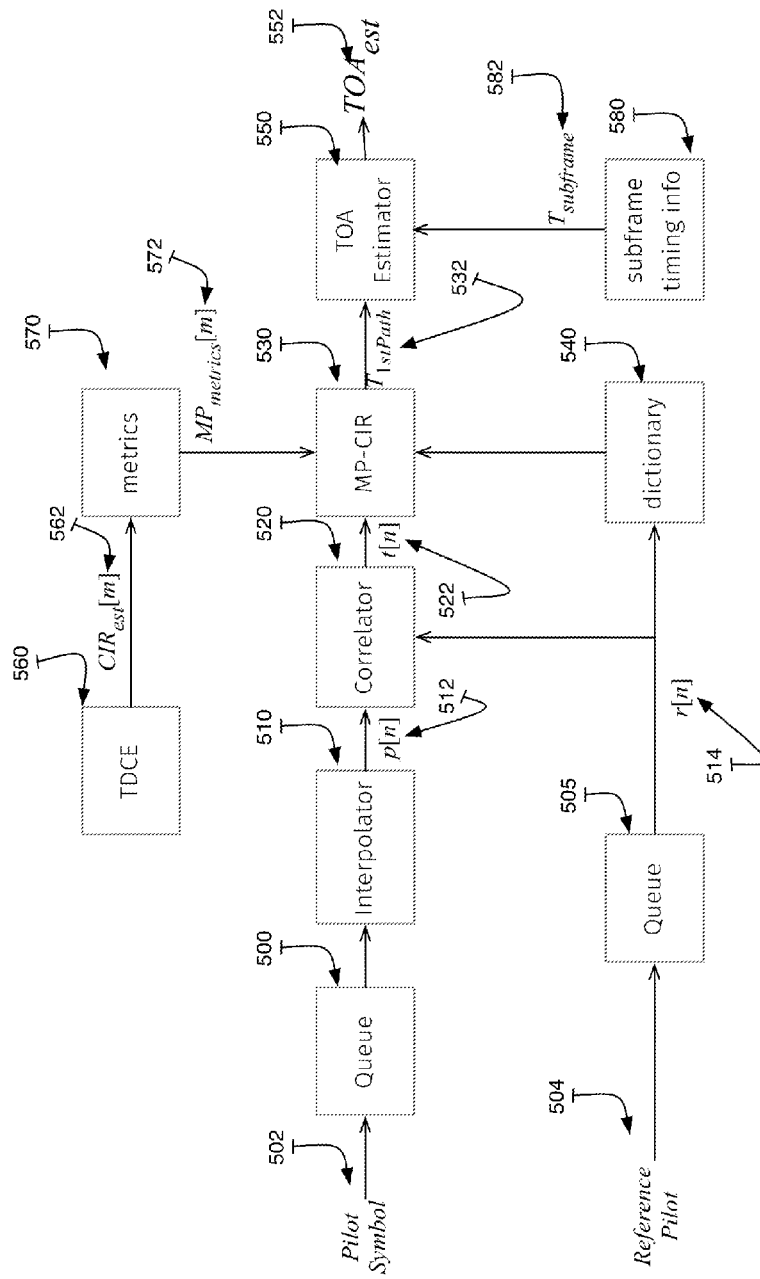 560
562
570
572
TDCE
CIR_est[m]
metrics
MP_metrics[m]
502
500
510
520
530
550
552
Pilot
Symbol
Queue
Interpolator
p[n]
Correlator
t[n]
MP-CIR
T_1stPath
TOA
Estimator
TOA_est
512
522
532
504
505
514
540
582
580
Reference
Pilot
Queue
r[n]
dictionary
T_subframe
subframe
timing info